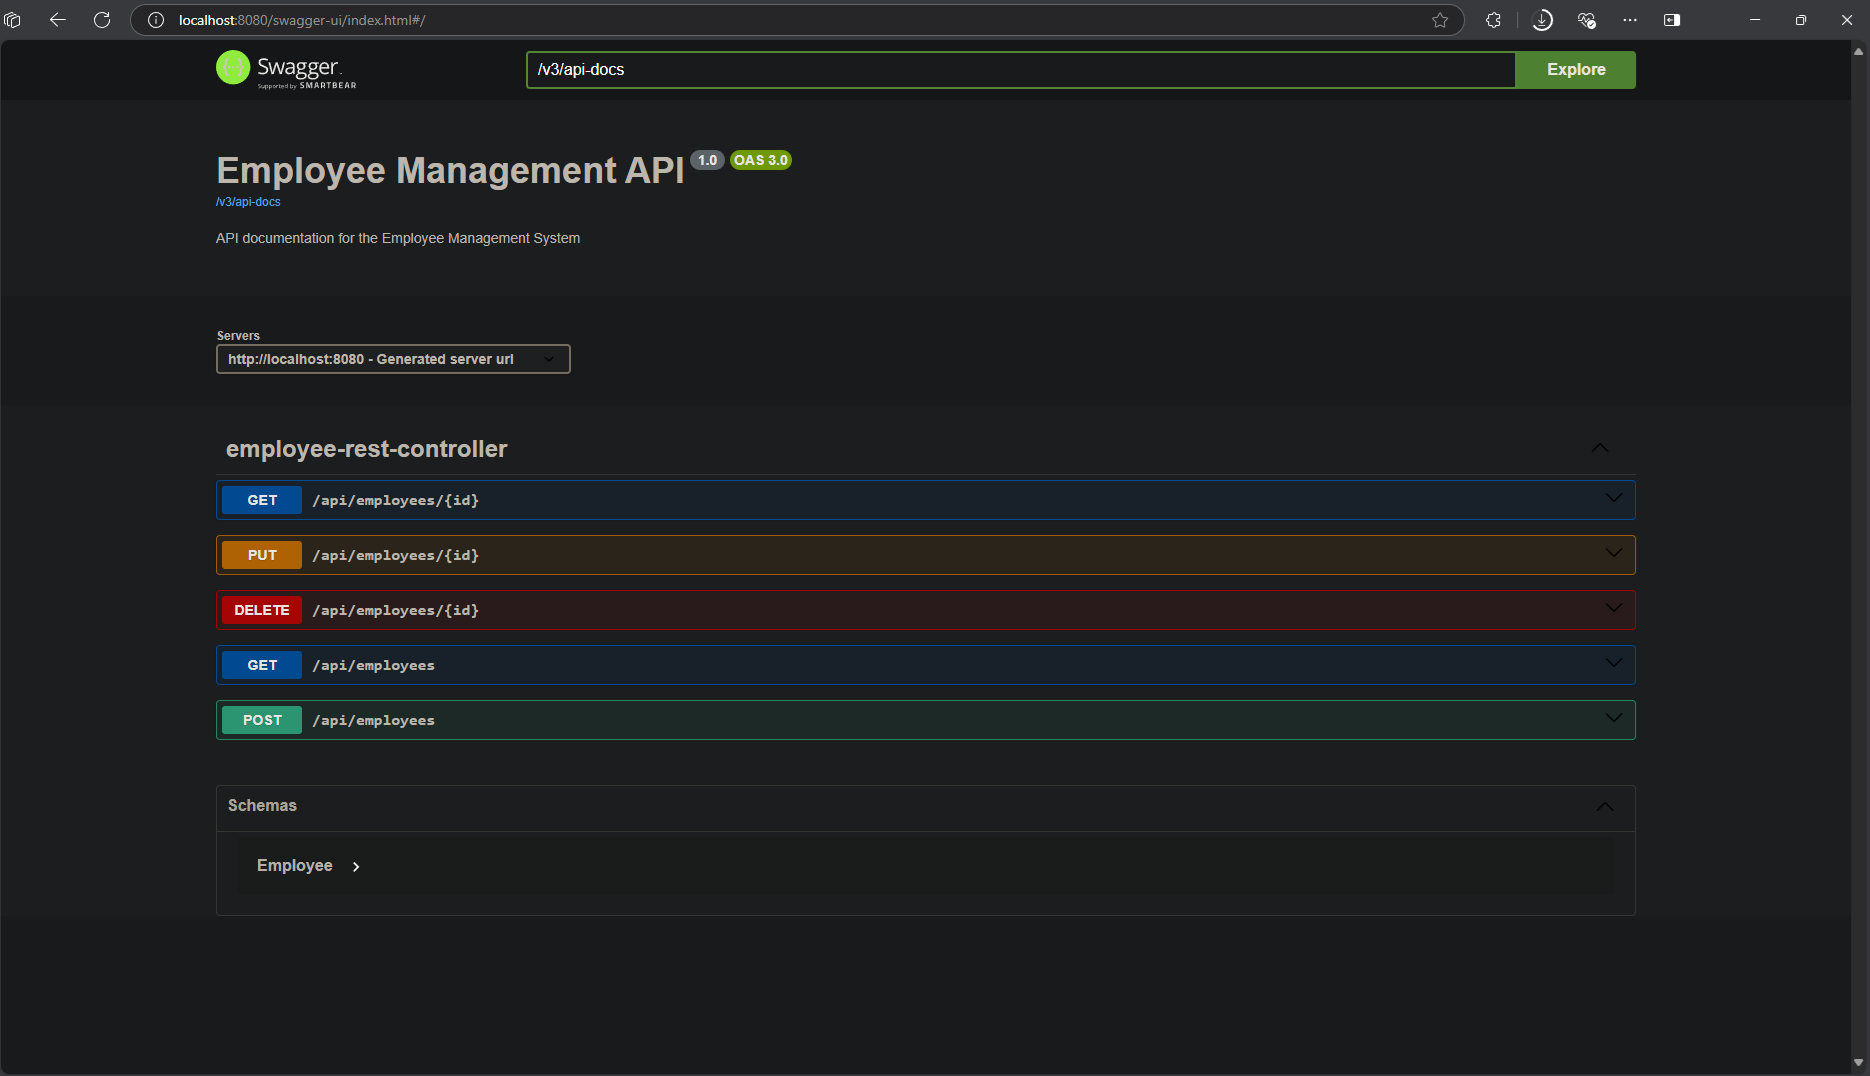 localhost:8080/swagger-ui/index.html#/
Swagger.
Supported by SMARTBEAR
/v3/api-docs
Explore
Employee Management API 1.0 OAS 3.0
/v3/api-docs
API documentation for the Employee Management System
Servers
http://localhost:8080 - Generated server url
employee-rest-controller
GET /api/employees/{id}
PUT /api/employees/{id}
DELETE /api/employees/{id}
GET /api/employees
POST /api/employees
Schemas
Employee